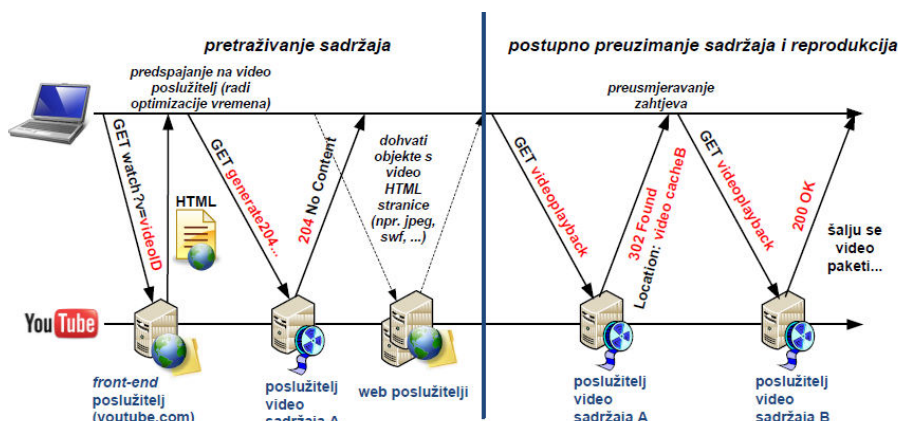 pretraživanje sadržaja
postupno preuzimanje sadržaja i reprodukcija
predspajanje na video
poslužitelj (radi
optimizacije vremena)
preusmjeravanje
zahtjeva
GET watch?v=videoID
HTML
GET generate204...
204 No Content
dohvati
objekte s
video
HTML
stranice
(npr. jpeg,
swf, ...)
GET videoplayback
302 Found
Location: video cacheB
GET videoplayback
200 OK
šalju se
video
paketi...
YouTube
front-end
poslužitelj
(youtube.com)
poslužitelj
video
sadržaja A
web poslužitelji
poslužitelj
video
sadržaja A
poslužitelj
video
sadržaja B